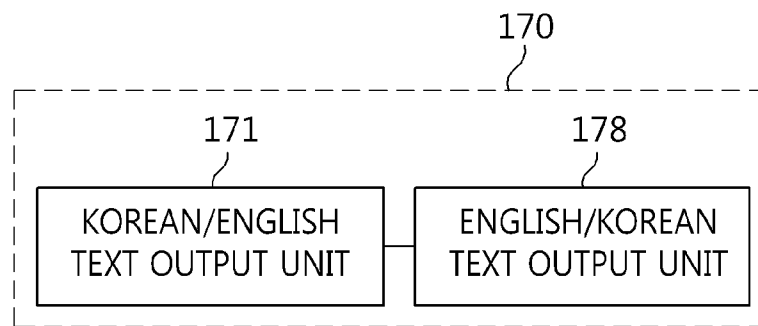 170
171
178
KOREAN/ENGLISH
TEXT OUTPUT UNIT
ENGLISH/KOREAN
TEXT OUTPUT UNIT